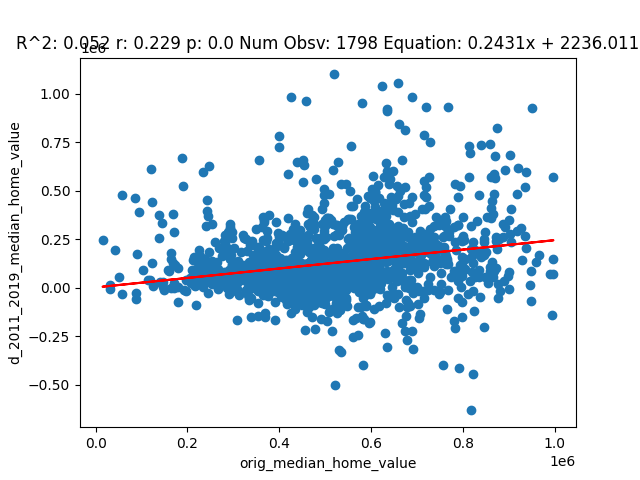 R^2: 0.052 r: 0.229 p: 0.0 Num Obsv: 1798 Equation: 0.2431x + 2236.011
1e6
1.00
0.75
0.50
0.25
0.00
−0.25
−0.50
d_2011_2019_median_home_value
0.0 0.2 0.4 0.6 0.8 1.0
1e6
orig_median_home_value